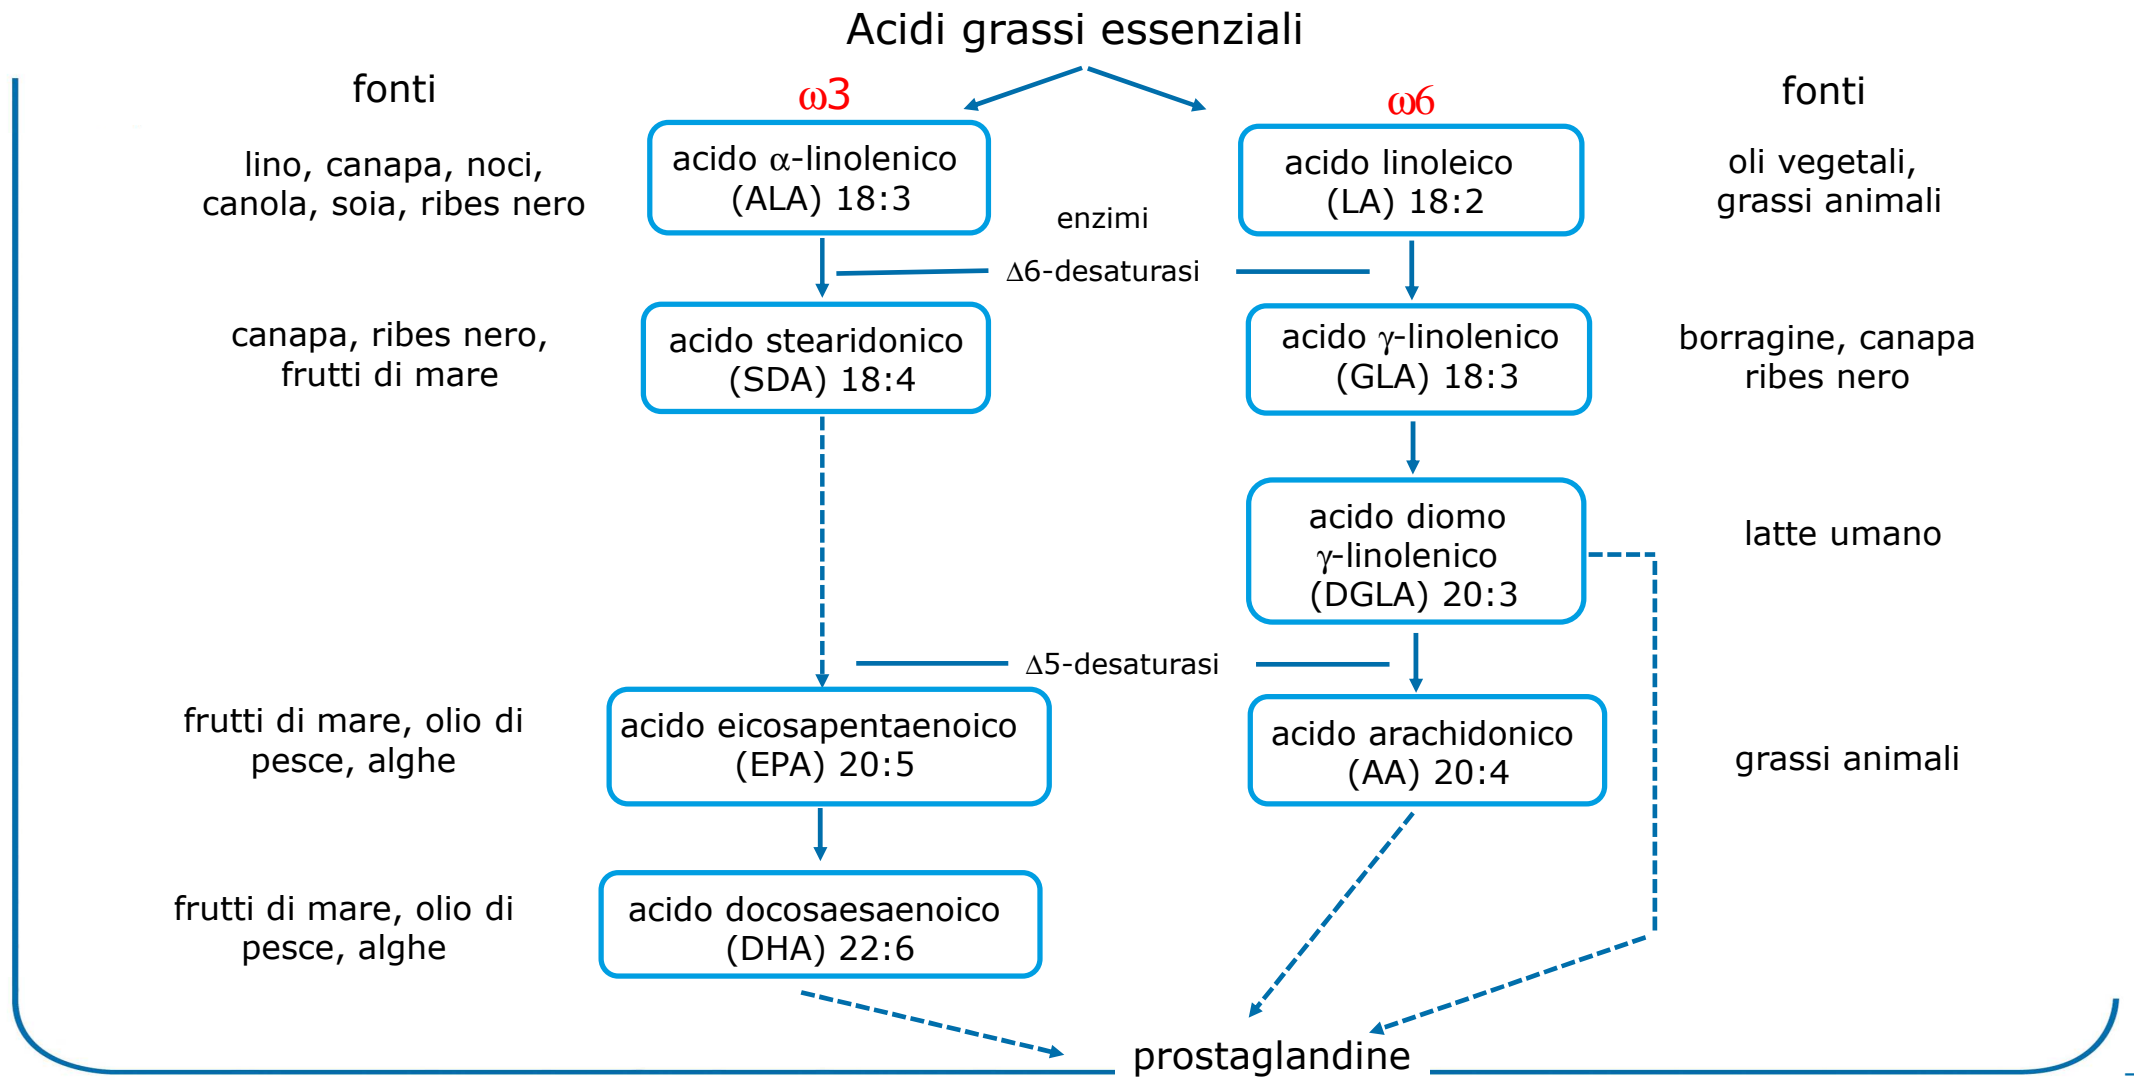 Acidi grassi essenziali
fonti
ω3
ω6
fonti
lino, canapa, noci,
canola, soia, ribes nero
acido α-linolenico
(ALA) 18:3
acido linoleico
(LA) 18:2
oli vegetali,
grassi animali
enzimi
Δ6-desaturasi
canapa, ribes nero,
frutti di mare
acido stearidonico
(SDA) 18:4
acido γ-linolenico
(GLA) 18:3
borragine, canapa
ribes nero
acido diomo
γ-linolenico
(DGLA) 20:3
latte umano
Δ5-desaturasi
frutti di mare, olio di
pesce, alghe
acido eicosapentaenoico
(EPA) 20:5
acido arachidonico
(AA) 20:4
grassi animali
frutti di mare, olio di
pesce, alghe
acido docosaesaenoico
(DHA) 22:6
prostaglandine